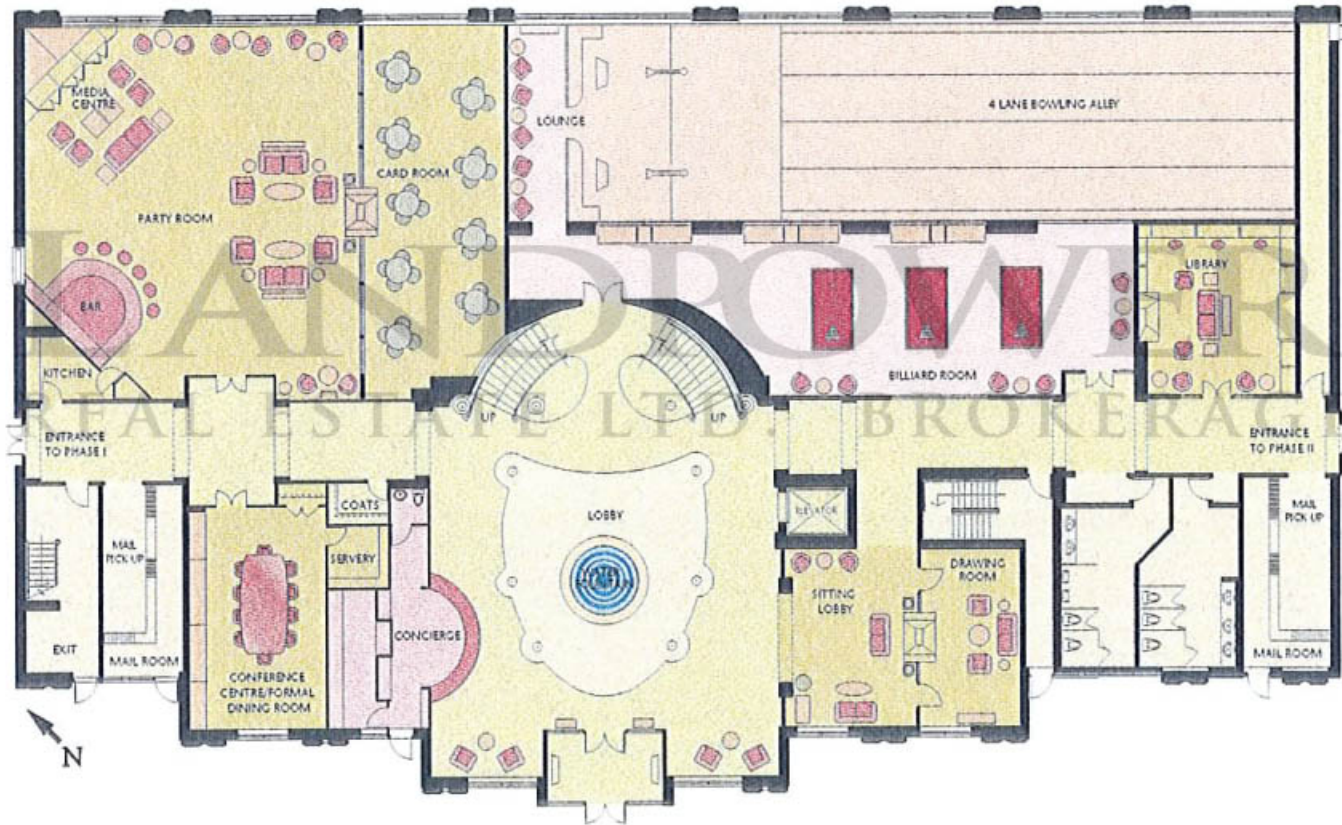 MEDIA
CENTRE
PARTY ROOM
CARD ROOM
LOUNGE
4 LANE BOWLING ALLEY
BAR
KITCHEN
LIBRARY
BILLIARD ROOM
LANDPOWER
REAL ESTATE LTD. BROKERAGE
UP
UP
ENTRANCE
TO PHASE I
ENTRANCE
TO PHASE II
COATS
SERVERY
MAIL
PICK UP
EXIT
MAIL ROOM
CONFERENCE
CENTRE/FORMAL
DINING ROOM
CONCIERGE
LOBBY
ELEVATOR
SITTING
LOBBY
DRAWING
ROOM
MAIL
PICK UP
MAIL ROOM
N